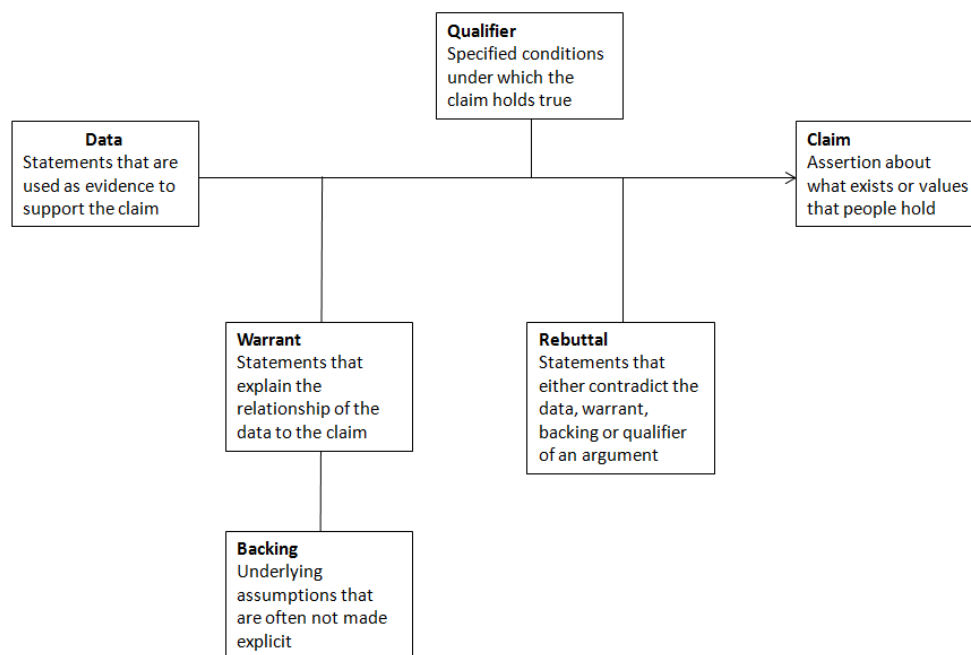 Qualifier
Specified conditions
under which the
claim holds true
Data
Statements that are
used as evidence to
support the claim
Claim
Assertion about
what exists or values
that people hold
Warrant
Statements that
explain the
relationship of the
data to the claim
Rebuttal
Statements that
either contradict the
data, warrant,
backing or qualifier
of an argument
Backing
Underlying
assumptions that
are often not made
explicit